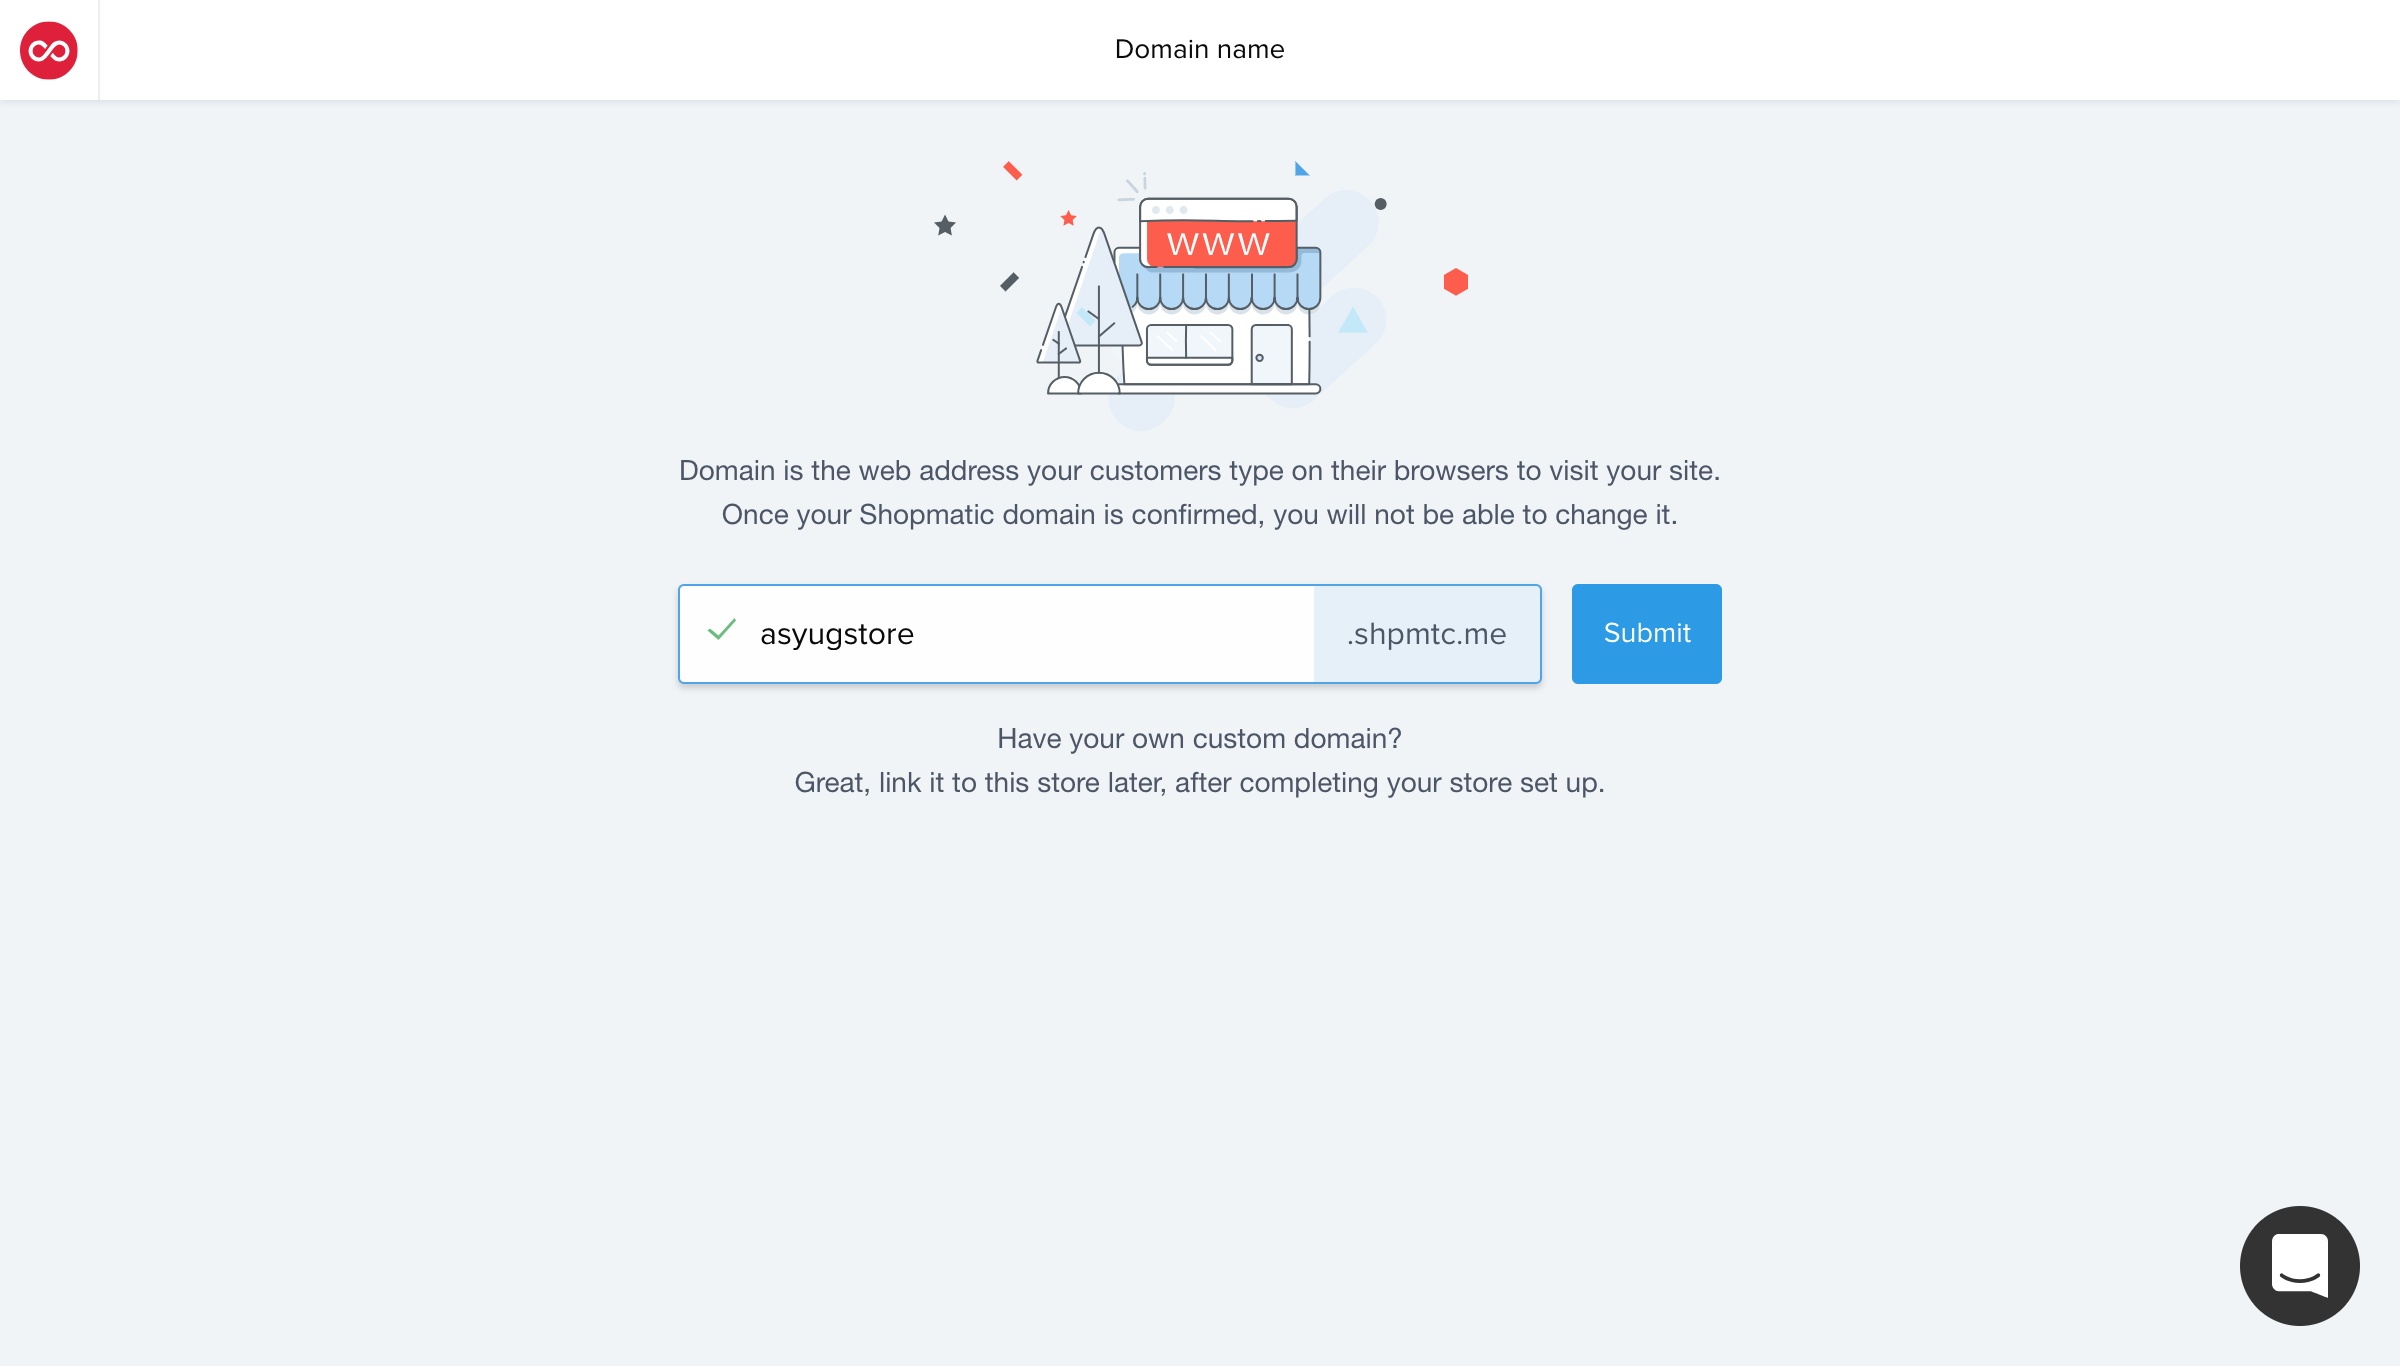 Domain name
WWW
Domain is the web address your customers type on their browsers to visit your site.
Once your Shopmatic domain is confirmed, you will not be able to change it.
asyugstore
.shpmtc.me
Submit
Have your own custom domain?
Great, link it to this store later, after completing your store set up.